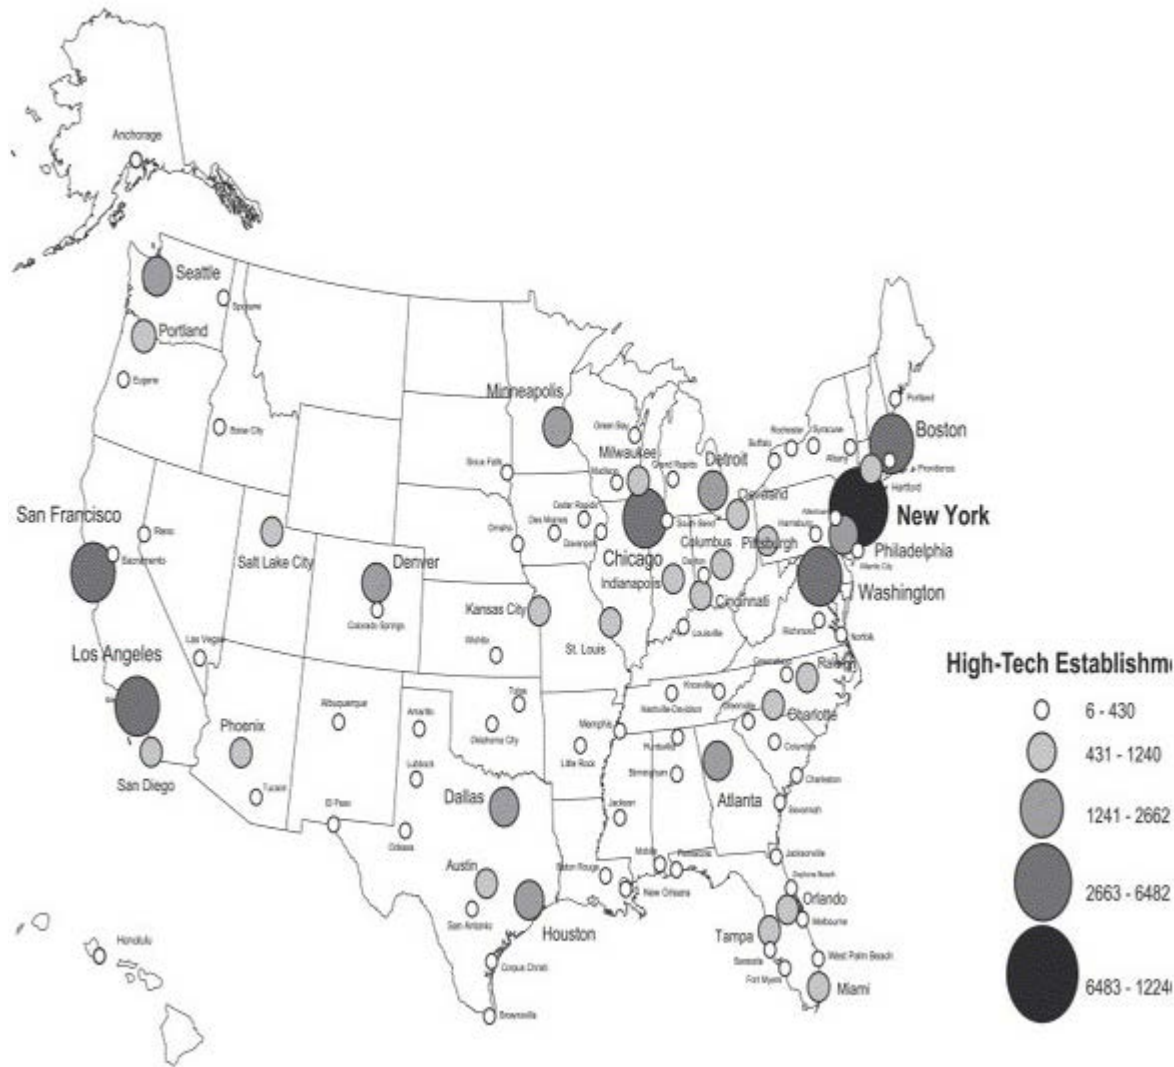 Anchorage
Seattle
Spokane
Portland
Eugene
Boise City
Minneapolis
Green Bay
Milwaukee
Madison
Grand Rapids
Detroit
Buffalo
Rochester
Syracuse
Albany
Portland
Boston
Providence
Hartford
Sioux Falls
Cleveland
New York
San Francisco
Reno
Sacramento
Salt Lake City
Denver
Colorado Springs
Omaha
Des Moines
Cedar Rapids
Davenport
Chicago
South Bend
Columbus
Pittsburgh
Harrisburg
Allentown
Philadelphia
Atlantic City
Washington
Dayton
Indianapolis
Cincinnati
Kansas City
St. Louis
Louisville
Richmond
Norfolk
Las Vegas
Los Angeles
Wichita
Raleigh
Greensboro
Knoxville
Nashville-Davidson
Greenville
Charlotte
San Diego
Phoenix
Tucson
Albuquerque
Amarillo
Lubbock
Tulsa
Oklahoma City
Memphis
Little Rock
Huntsville
Birmingham
Columbia
Charleston
Atlanta
Savannah
El Paso
Odessa
Dallas
Jackson
Mobile
Pensacola
Jacksonville
Austin
San Antonio
Houston
Baton Rouge
New Orleans
Daytona Beach
Orlando
Melbourne
Tampa
Sarasota
West Palm Beach
Fort Myers
Miami
Honolulu
Corpus Christi
Brownsville
High-Tech Establishm
6 - 430
431 - 1240
1241 - 2662
2663 - 6482
6483 - 1224